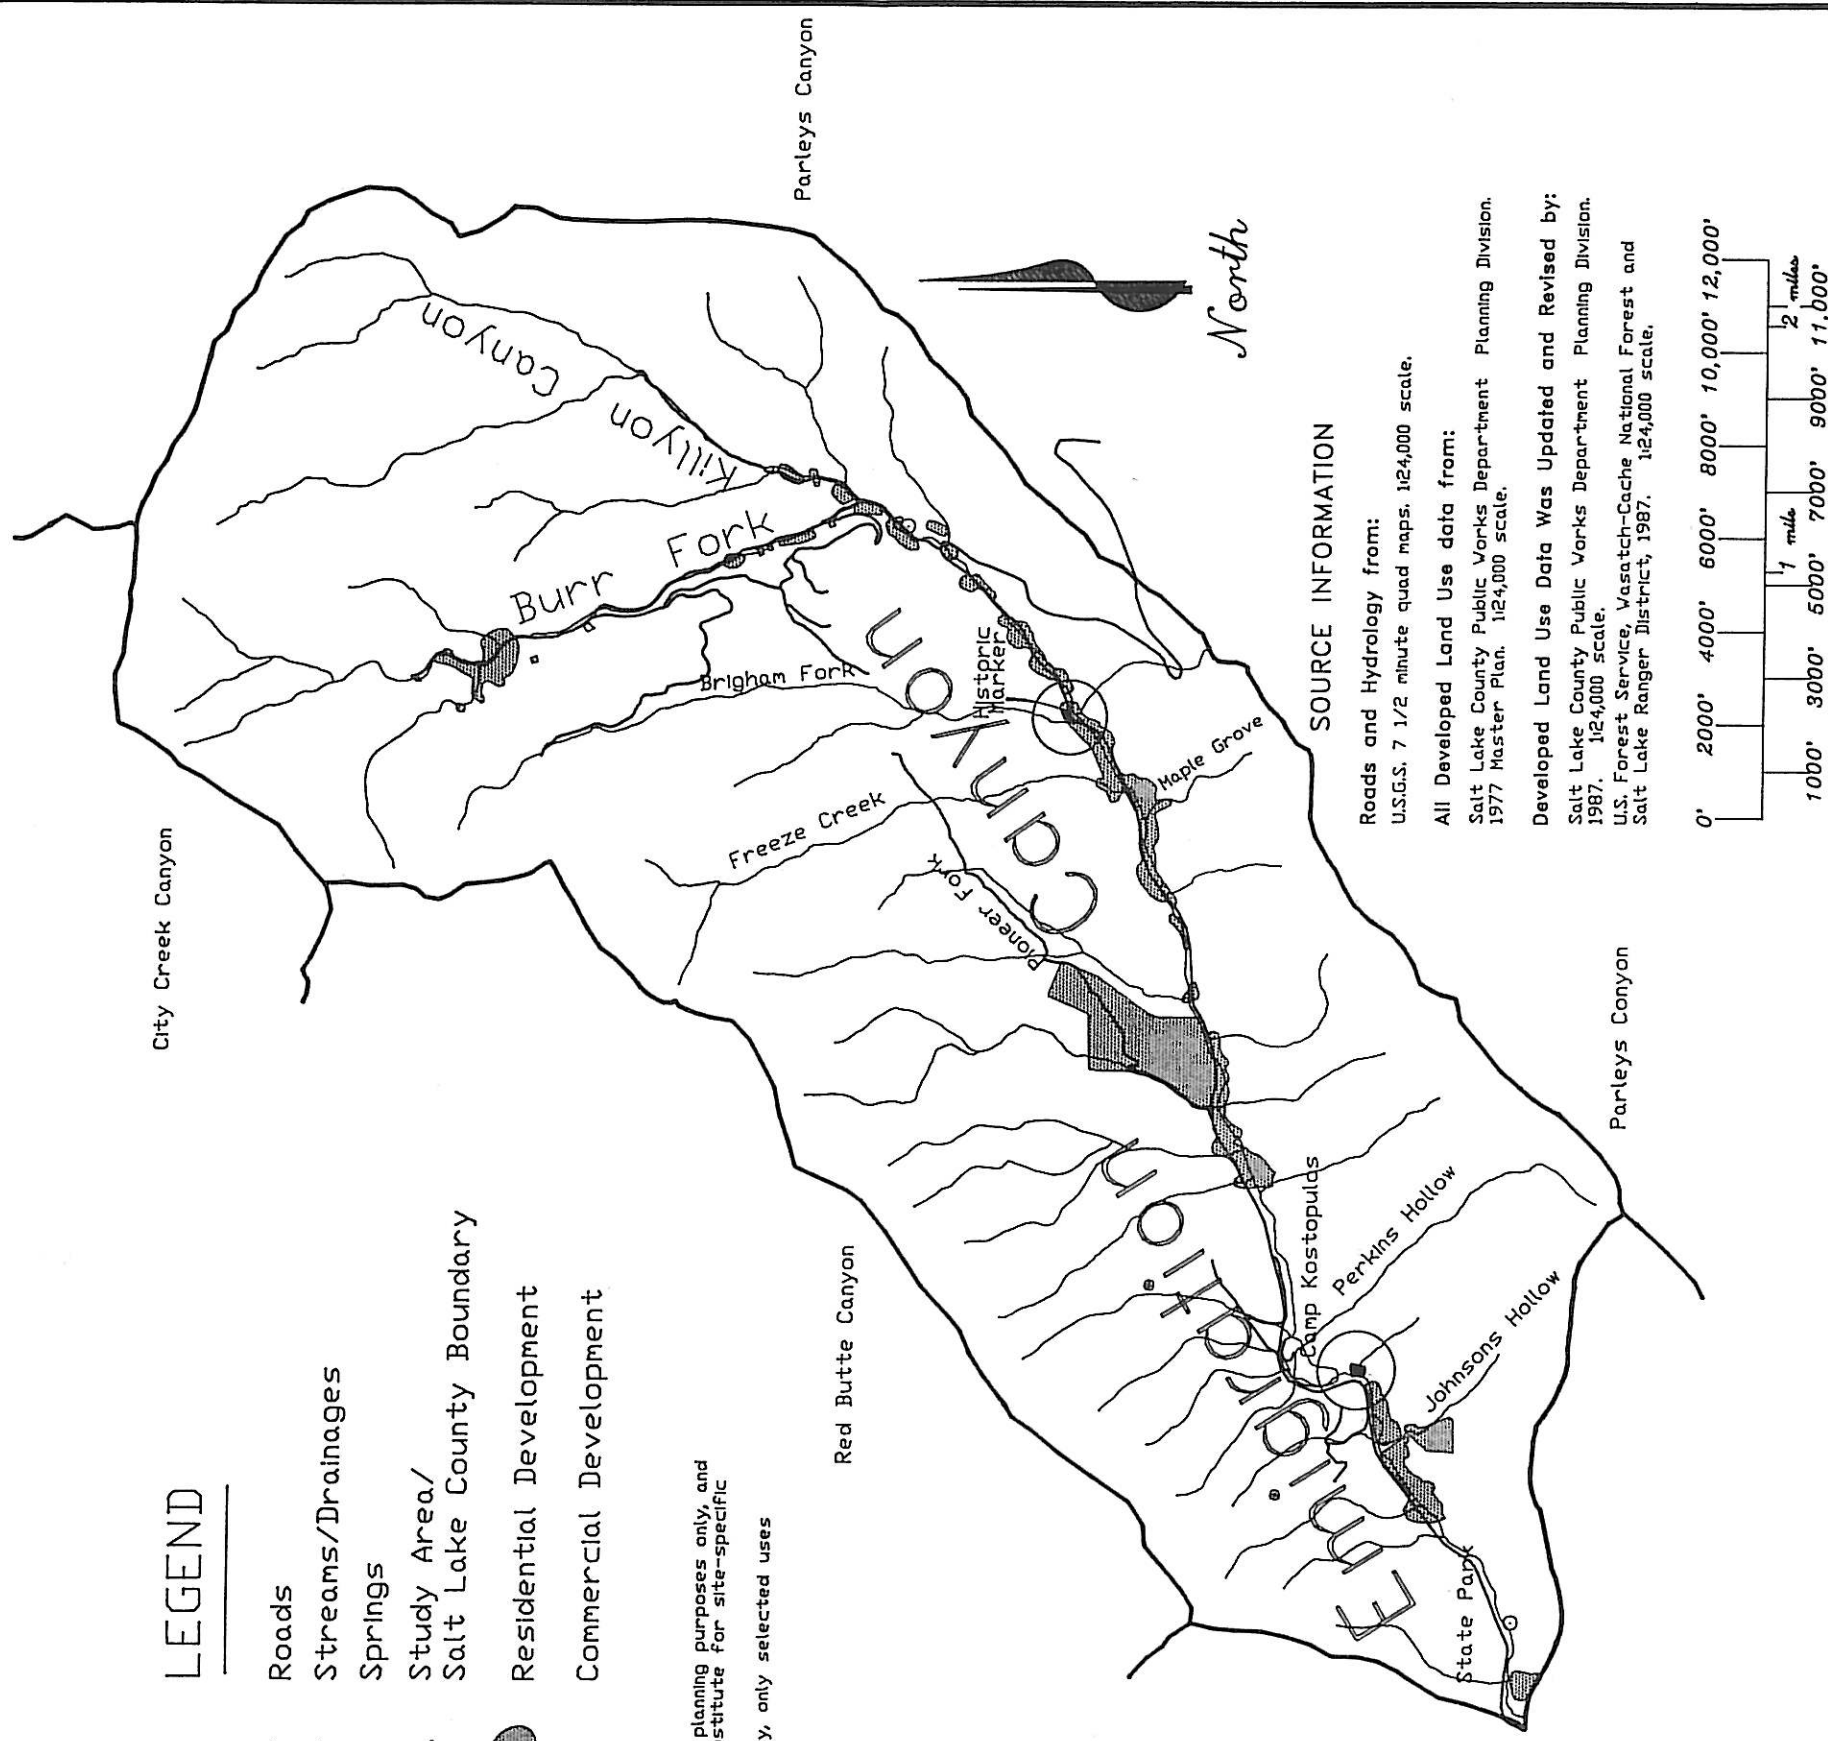 LEGEND
Roads
Streams/Drainages
Springs
Study Area/
Salt Lake County Boundary
Residential Development
Commercial Development
planning purposes only, and
stitute for site-specific
y, only selected uses
City Creek Canyon
Red Butte Canyon
Parleys Canyon
Parleys Conyon
Killyon Canyon
Burr Fork
Brigham Fork
Freeze Creek
Pioneer Fork
Historic
Marker
Maple Grove
Emigration Canyon
Camp Kostopulos
Perkins Hollow
Johnsons Hollow
State Park
North
SOURCE INFORMATION
Roads and Hydrology from:
U.S.G.S. 7 1/2 minute quad maps. 1:24,000 scale.
All Developed Land Use data from:
Salt Lake County Public Works Department Planning Division.
1977 Master Plan. 1:24,000 scale.
Developed Land Use Data Was Updated and Revised by:
Salt Lake County Public Works Department Planning Division.
1987. 1:24,000 scale.
U.S. Forest Service, Wasatch-Cache National Forest and
Salt Lake Ranger District, 1987. 1:24,000 scale.
0' 2000' 4000' 6000' 8000' 10,000' 12,000'
1 mile 2 miles
1000' 3000' 5000' 7000' 9000' 11,000'